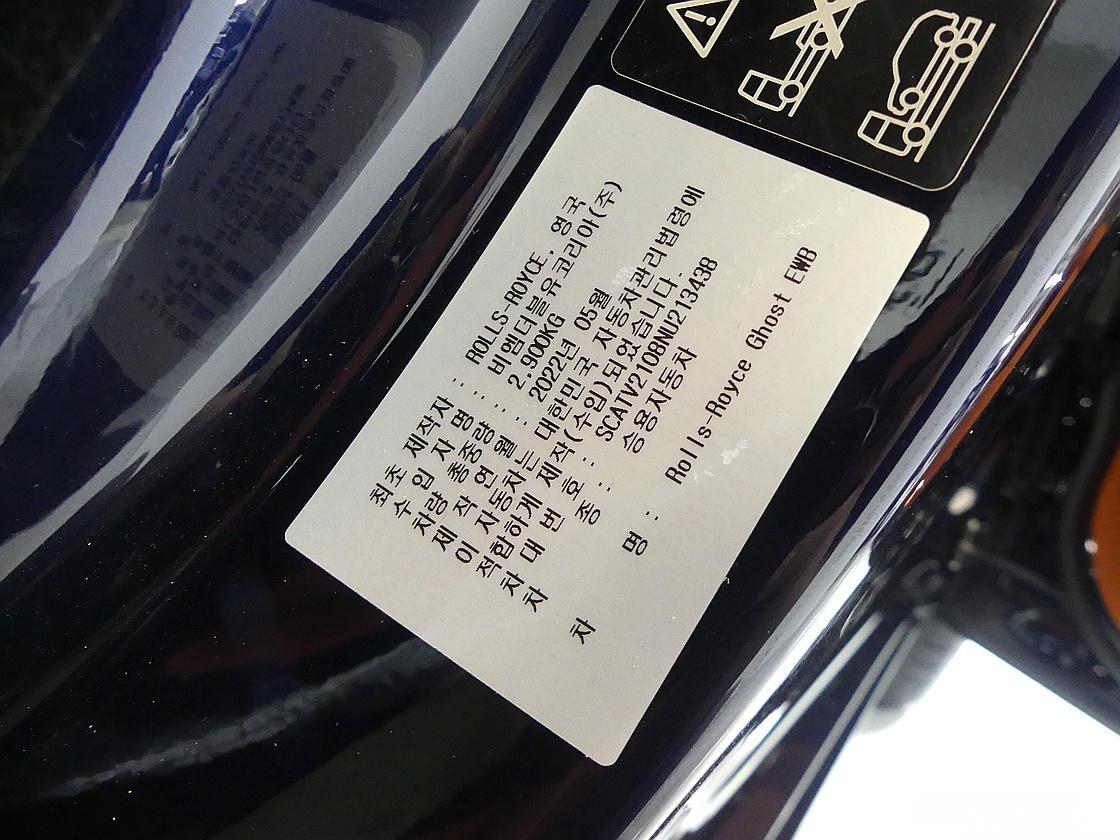 최초 제작자 : ROLLS-ROYCE, 영국
수 입 자 명 : 비엠더블유코리아(주)
차량 총중량 : 2,900KG
제 작 연 월 : 2022년 05월
이 자동차는 대한민국 자동차관리법령에
적합하게 제작(수입)되었습니다.
차 대 번 호 : SCATV2108NU213438
차 종 : 승용자동차
차 명 : Rolls-Royce Ghost EWB